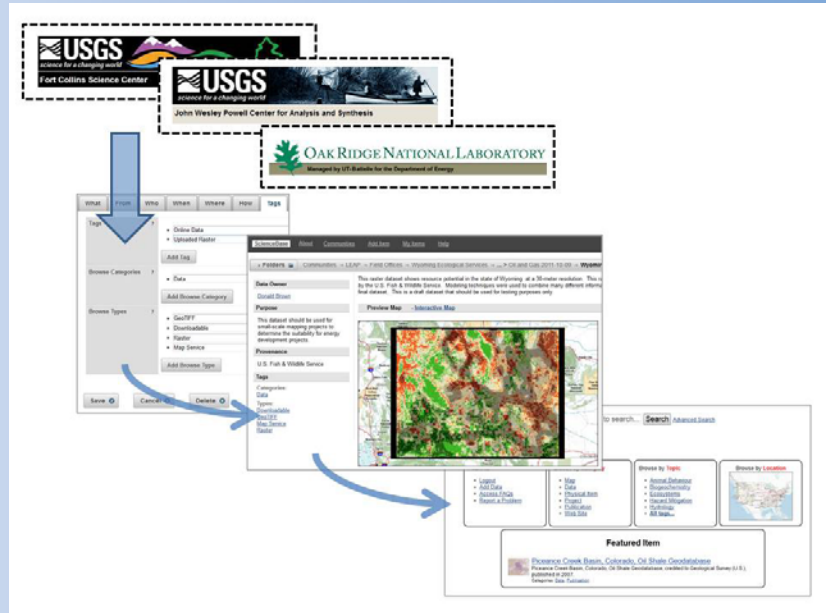 USGS
science for a changing world
Fort Collins Science Center
USGS
science for a changing world
John Wesley Powell Center for Analysis and Synthesis
OAK RIDGE NATIONAL LABORATORY
Managed by UT-Battelle for the Department of Energy
What From Who When Where How Tags
Tags ?
Online Data
Uploaded Raster
Add Tag
Browse Categories ?
Data
Add Browse Category
Browse Types ?
GeoTIFF
Downloadable
Raster
Map Service
Add Browse Type
Save Cancel Delete
ScienceBase About Communities Add Item My Items Help
Folders Communities LEAP Field Offices Wyoming Ecological Services ... > Oil and Gas 2011-10-09
This raster dataset shows resource potential in the state of Wyoming at a 30-meter resolution. This
by the U.S. Fish & Wildlife Service. Modeling techniques were used to combine many different
final dataset. This is a draft dataset that should be used for testing purposes only.
Data Owner
Donald Brown
Purpose
This dataset should be used for
small-scale mapping projects to
determine the suitability for energy
development projects.
Provenance
U.S. Fish & Wildlife Service
Tags
Categories:
Data
Types:
Downloadable
GeoTIFF
Map Service
Raster
Preview Map Interactive Map
to search... Search Advanced Search
Logout
Add Data
Access FAQs
Report a Problem
Map
Data
Physical Item
Project
Publication
Web Site
Browse by Topic
Animal Behaviour
Biogeochemistry
Ecosystems
Hazard Mitigation
Hydrology
All tags...
Browse by Location
Featured Item
Piceance Creek Basin, Colorado, Oil Shale Geodatabase
Piceance Creek Basin, Colorado, Oil Shale Geodatabase, credited to Geological Survey (U.S.),
published in 2007.
Categories: Data, Publication